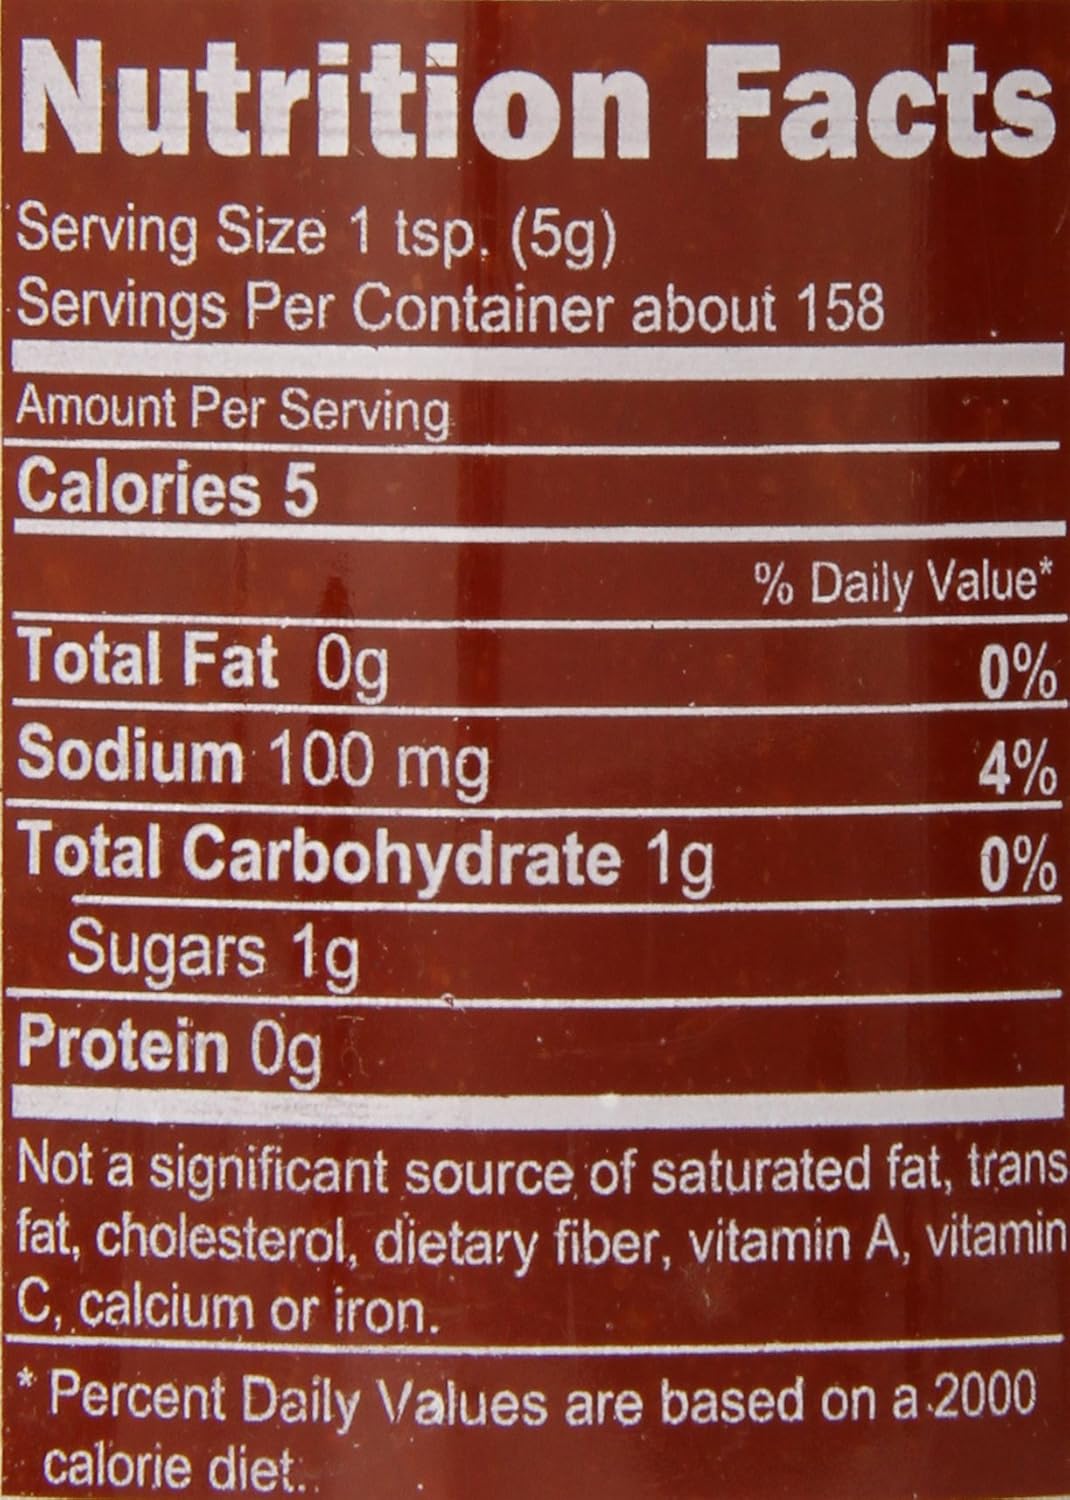 Nutrition Facts
Serving Size 1 tsp. (5g)
Servings Per Container about 158
Amount Per Serving
Calories 5
% Daily Value*
Total Fat 0g 0%
Sodium 100 mg 4%
Total Carbohydrate 1g 0%
Sugars 1g
Protein 0g
Not a significant source of saturated fat, trans
fat, cholesterol, dietary fiber, vitamin A, vitamin
C, calcium or iron.
* Percent Daily Values are based on a 2000
calorie diet.